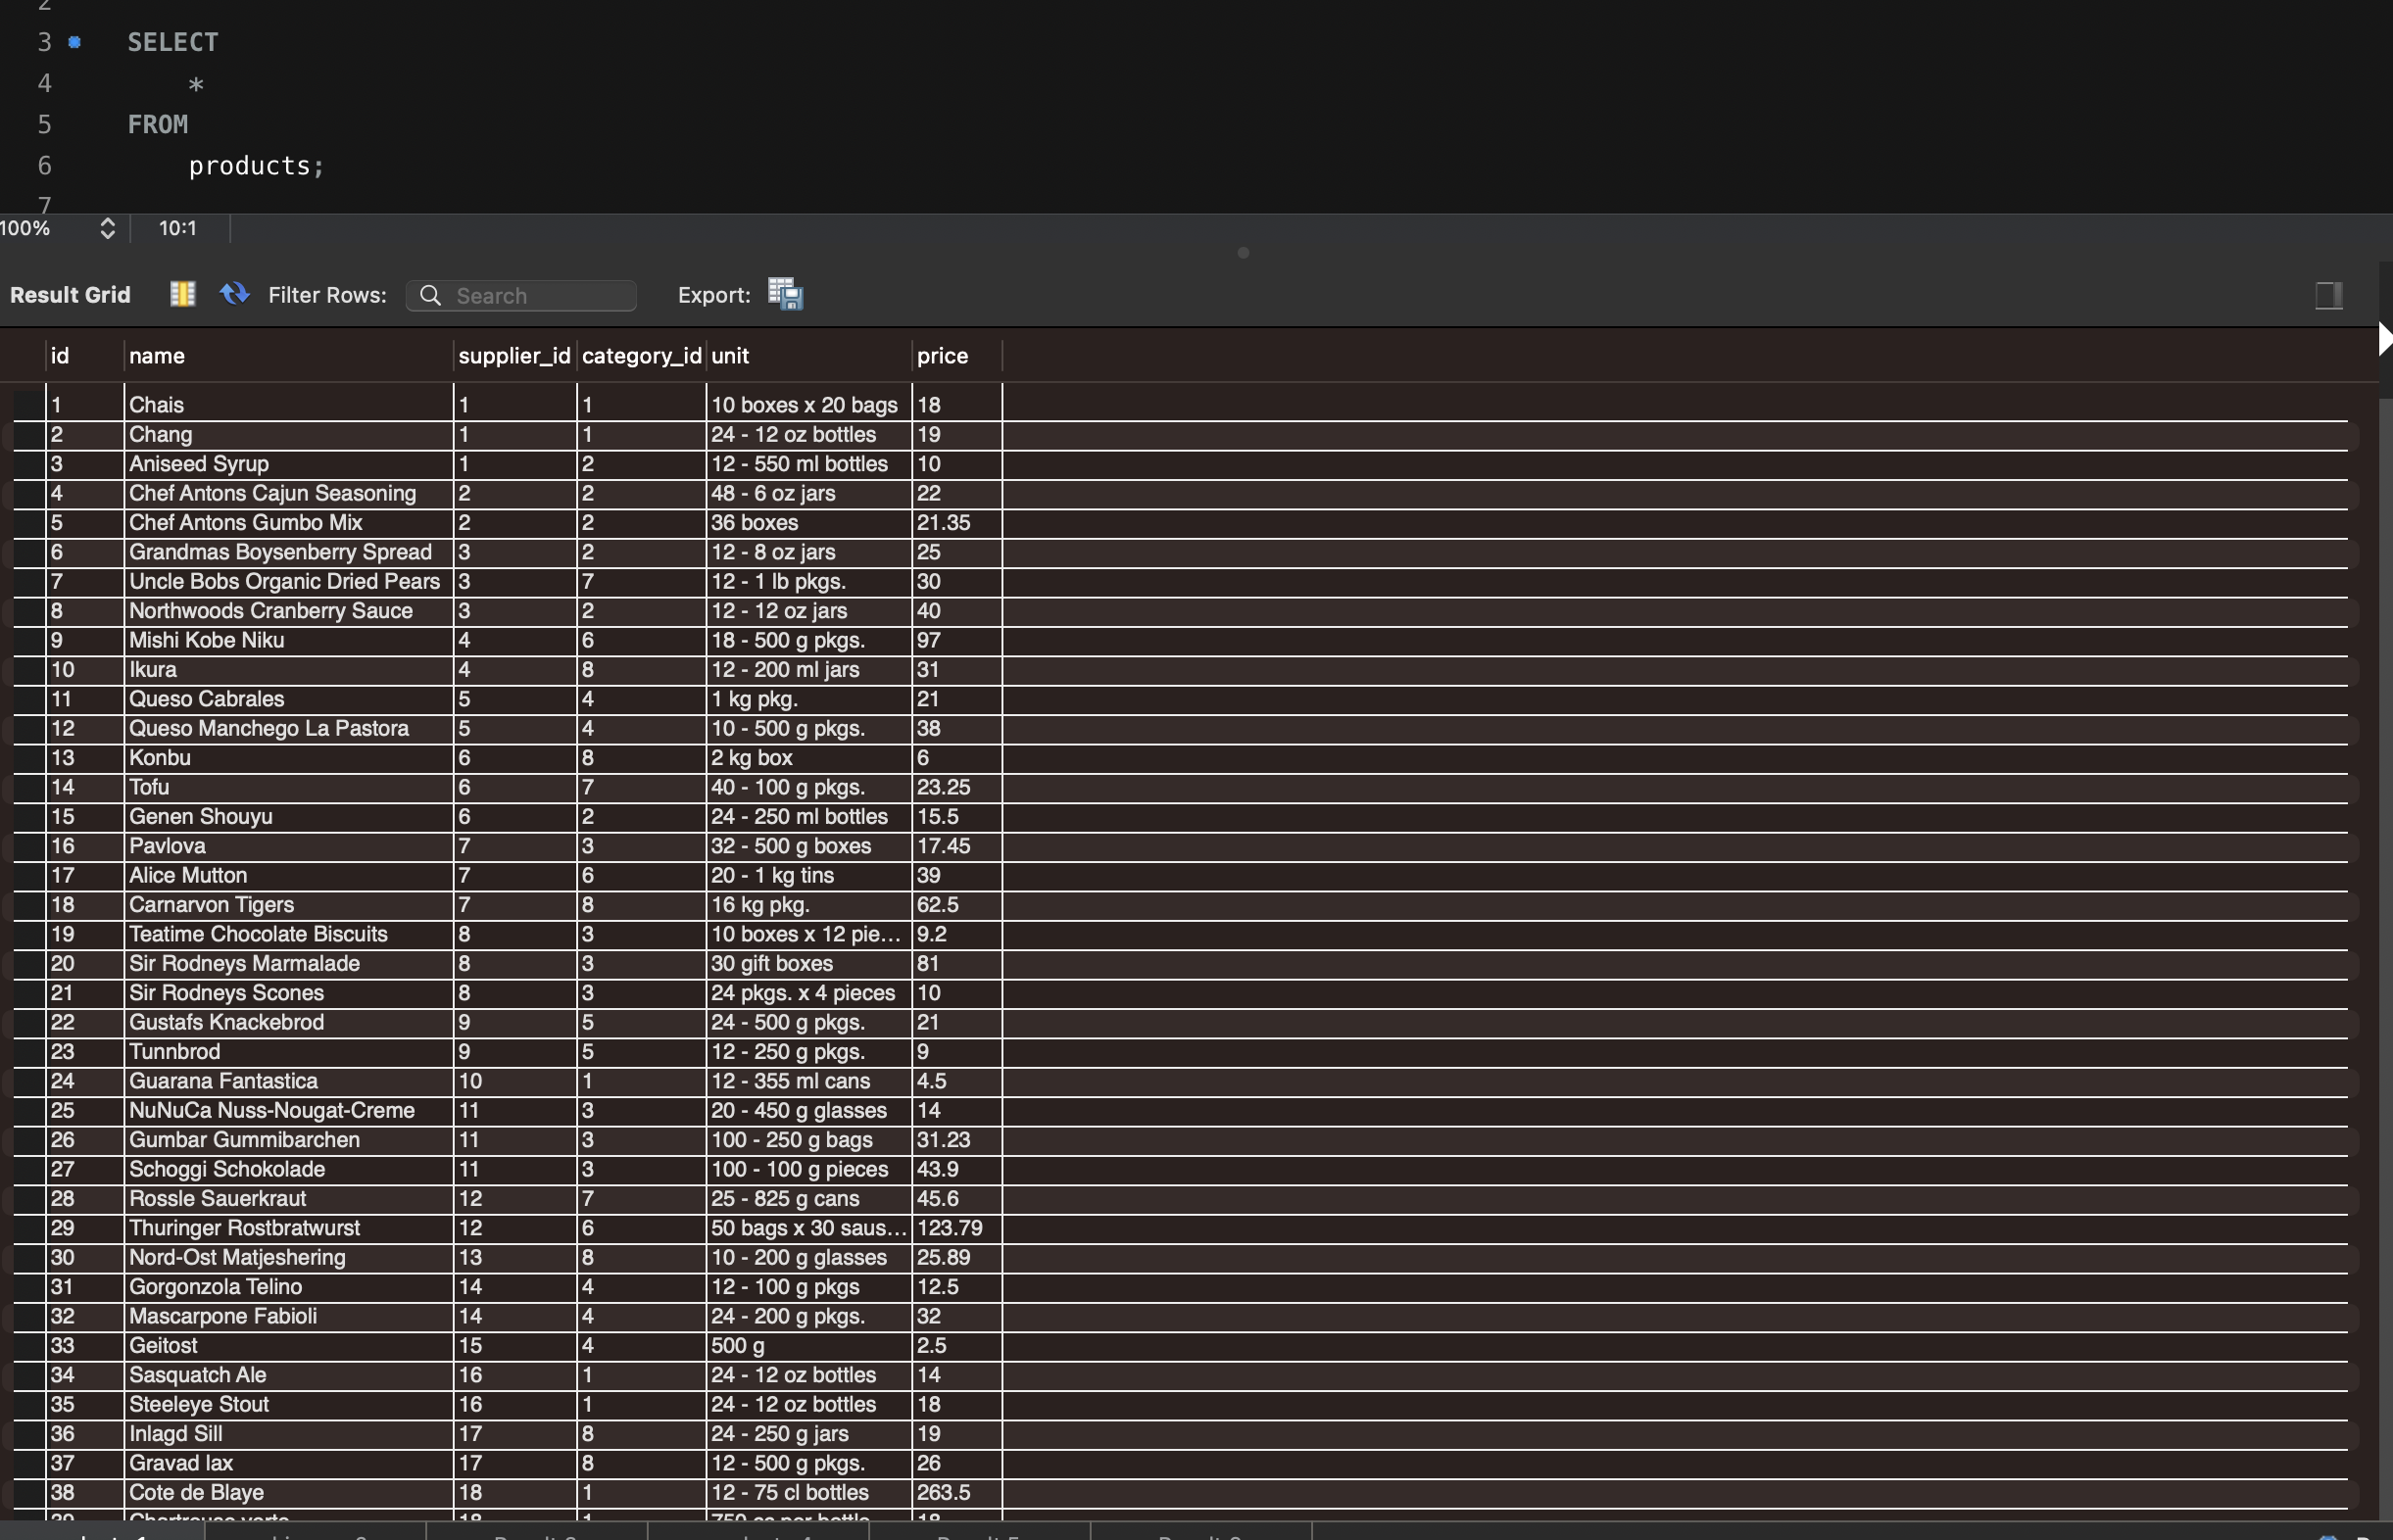 2
3 SELECT
4 *
5 FROM
6 products;
7
100% 10:1
Result Grid Filter Rows: Search Export:
id name supplier_id category_id unit price
1 Chais 1 1 10 boxes x 20 bags 18
2 Chang 1 1 24 - 12 oz bottles 19
3 Aniseed Syrup 1 2 12 - 550 ml bottles 10
4 Chef Antons Cajun Seasoning 2 2 48 - 6 oz jars 22
5 Chef Antons Gumbo Mix 2 2 36 boxes 21.35
6 Grandmas Boysenberry Spread 3 2 12 - 8 oz jars 25
7 Uncle Bobs Organic Dried Pears 3 7 12 - 1 lb pkgs. 30
8 Northwoods Cranberry Sauce 3 2 12 - 12 oz jars 40
9 Mishi Kobe Niku 4 6 18 - 500 g pkgs. 97
10 Ikura 4 8 12 - 200 ml jars 31
11 Queso Cabrales 5 4 1 kg pkg. 21
12 Queso Manchego La Pastora 5 4 10 - 500 g pkgs. 38
13 Konbu 6 8 2 kg box 6
14 Tofu 6 7 40 - 100 g pkgs. 23.25
15 Genen Shouyu 6 2 24 - 250 ml bottles 15.5
16 Pavlova 7 3 32 - 500 g boxes 17.45
17 Alice Mutton 7 6 20 - 1 kg tins 39
18 Carnarvon Tigers 7 8 16 kg pkg. 62.5
19 Teatime Chocolate Biscuits 8 3 10 boxes x 12 pie... 9.2
20 Sir Rodneys Marmalade 8 3 30 gift boxes 81
21 Sir Rodneys Scones 8 3 24 pkgs. x 4 pieces 10
22 Gustafs Knackebrod 9 5 24 - 500 g pkgs. 21
23 Tunnbrod 9 5 12 - 250 g pkgs. 9
24 Guarana Fantastica 10 1 12 - 355 ml cans 4.5
25 NuNuCa Nuss-Nougat-Creme 11 3 20 - 450 g glasses 14
26 Gumbar Gummibarchen 11 3 100 - 250 g bags 31.23
27 Schoggi Schokolade 11 3 100 - 100 g pieces 43.9
28 Rossle Sauerkraut 12 7 25 - 825 g cans 45.6
29 Thuringer Rostbratwurst 12 6 50 bags x 30 saus... 123.79
30 Nord-Ost Matjeshering 13 8 10 - 200 g glasses 25.89
31 Gorgonzola Telino 14 4 12 - 100 g pkgs 12.5
32 Mascarpone Fabioli 14 4 24 - 200 g pkgs. 32
33 Geitost 15 4 500 g 2.5
34 Sasquatch Ale 16 1 24 - 12 oz bottles 14
35 Steeleye Stout 16 1 24 - 12 oz bottles 18
36 Inlagd Sill 17 8 24 - 250 g jars 19
37 Gravad lax 17 8 12 - 500 g pkgs. 26
38 Cote de Blaye 18 1 12 - 75 cl bottles 263.5
39 Chartreuse verte 18 1 750 cc per bottle 18